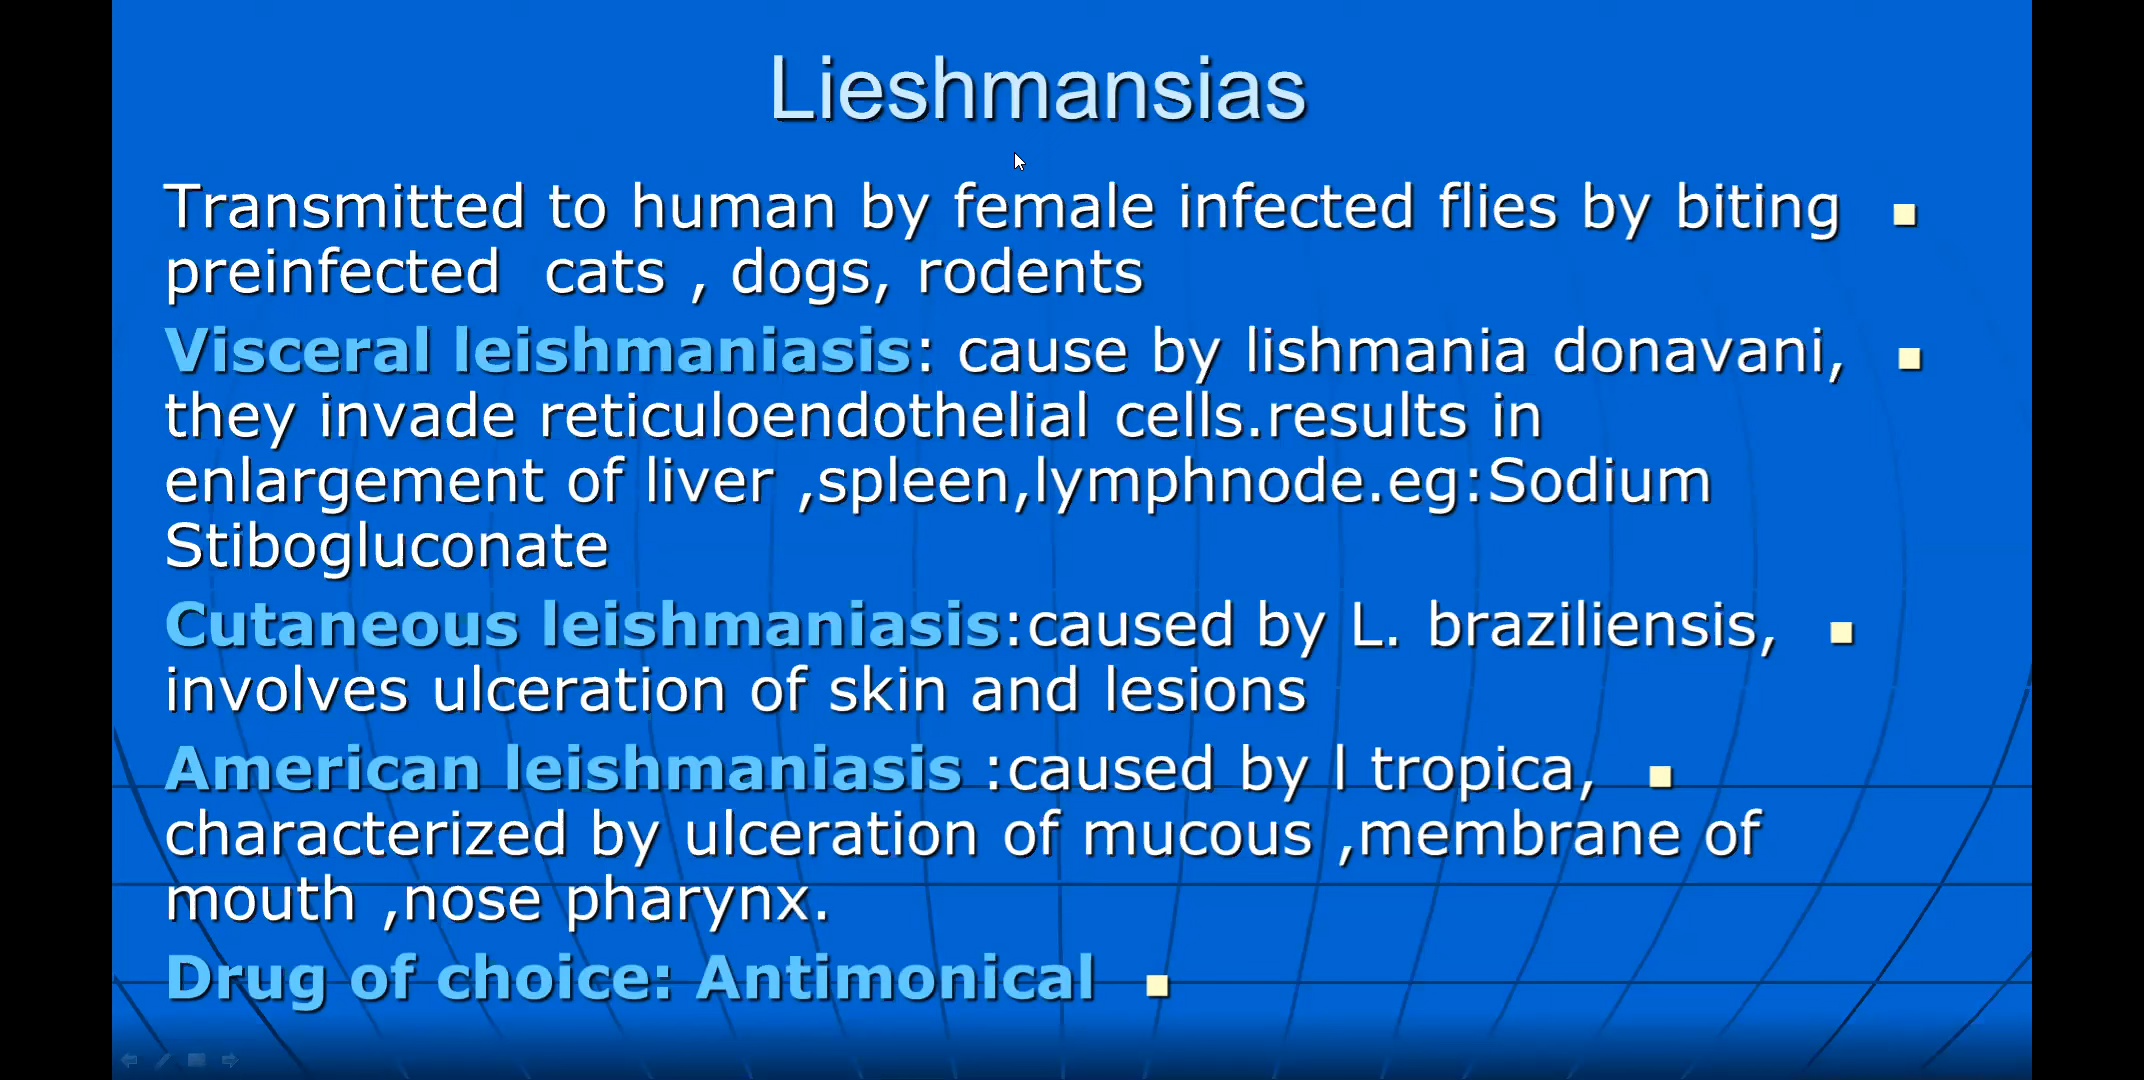 Lieshmansias
Transmitted to human by female infected flies by biting
preinfected cats , dogs, rodents
Visceral leishmaniasis: cause by lishmania donavani,
they invade reticuloendothelial cells.results in
enlargement of liver ,spleen,lymphnode.eg:Sodium
Stibogluconate
Cutaneous leishmaniasis:caused by L. braziliensis,
involves ulceration of skin and lesions
American leishmaniasis :caused by l tropica,
characterized by ulceration of mucous ,membrane of
mouth ,nose pharynx.
Drug of choice: Antimonical